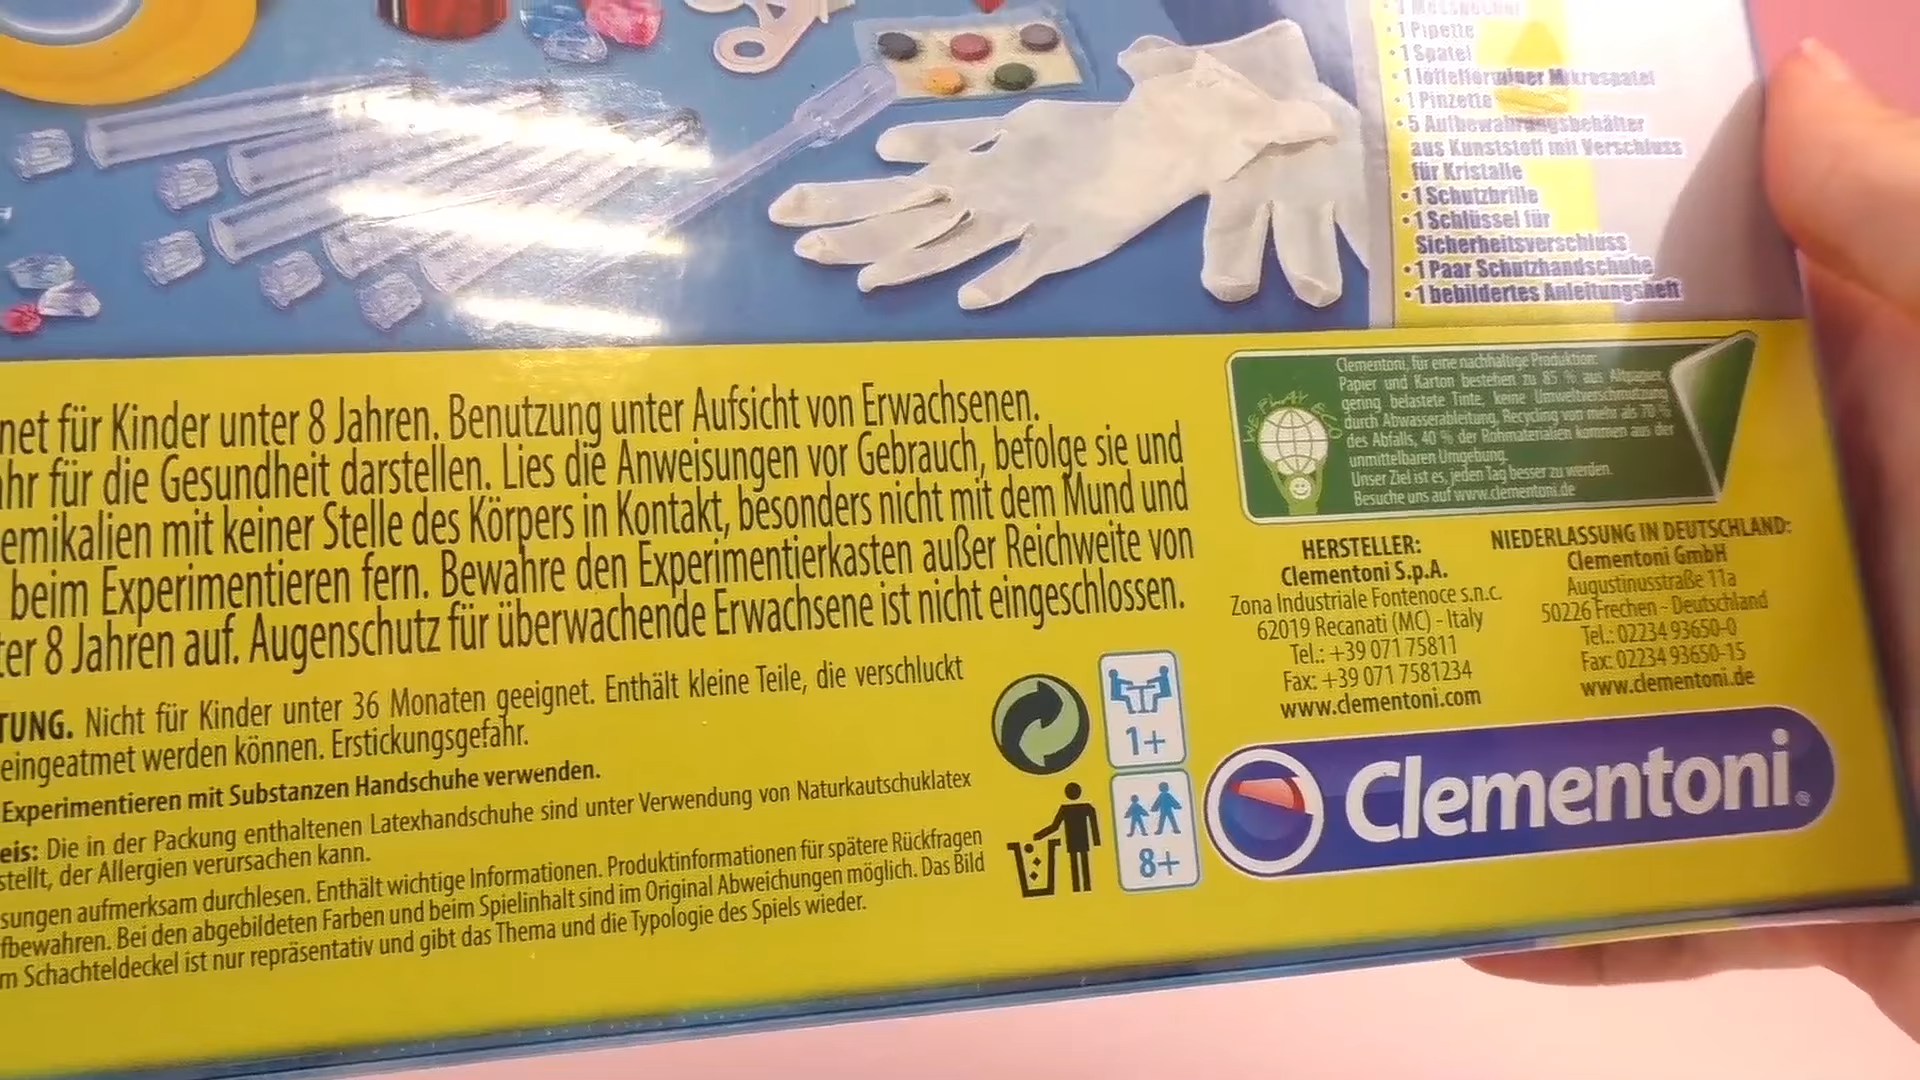 • 1 Pipette
• 1 Spatel
• 1 löffelförmiger Mikrospatel
• 1 Pinzette
• 5 Aufbewahrungsbehälter
aus Kunststoff mit Verschluss
für Kristalle
• 1 Schutzbrille
• 1 Schlüssel für
Sicherheitsverschluss
• 1 Paar Schutzhandschuhe
• 1 bebildertes Anleitungsheft
net für Kinder unter 8 Jahren. Benutzung unter Aufsicht von Erwachsenen.
hr für die Gesundheit darstellen. Lies die Anweisungen vor Gebrauch, befolge sie und
emikalien mit keiner Stelle des Körpers in Kontakt, besonders nicht mit dem Mund und
beim Experimentieren fern. Bewahre den Experimentierkasten außer Reichweite von
ter 8 Jahren auf. Augenschutz für überwachende Erwachsene ist nicht eingeschlossen.
TUNG. Nicht für Kinder unter 36 Monaten geeignet. Enthält kleine Teile, die verschluckt
eingeatmet werden können. Erstickungsgefahr.
Experimentieren mit Substanzen Handschuhe verwenden.
eis: Die in der Packung enthaltenen Latexhandschuhe sind unter Verwendung von Naturkautschuklatex
stellt, der Allergien verursachen kann.
sungen aufmerksam durchlesen. Enthält wichtige Informationen. Produktinformationen für spätere Rückfragen
fbewahren. Bei den abgebildeten Farben und beim Spielinhalt sind im Original Abweichungen möglich. Das Bild
m Schachteldeckel ist nur repräsentativ und gibt das Thema und die Typologie des Spiels wieder.
1+
8+
WE PLAY ECO
Clementoni, für eine nachhaltige Produktion:
Papier und Karton bestehen zu 85 % aus Altpapier,
gering belastete Tinte, keine Umweltverschmutzung
durch Abwasserableitung, Recycling von mehr als 70 %
des Abfalls, 40 % der Rohmaterialien kommen aus der
unmittelbaren Umgebung.
Unser Ziel ist es, jeden Tag besser zu werden.
Besuche uns auf www.clementoni.de
HERSTELLER:
Clementoni S.p.A.
Zona Industriale Fontenoce s.n.c.
62019 Recanati (MC) - Italy
Tel.: +39 071 75811
Fax: +39 071 7581234
www.clementoni.com
NIEDERLASSUNG IN DEUTSCHLAND:
Clementoni GmbH
Augustinusstraße 11a
50226 Frechen - Deutschland
Tel.: 02234 93650-0
Fax: 02234 93650-15
www.clementoni.de
Clementoni®